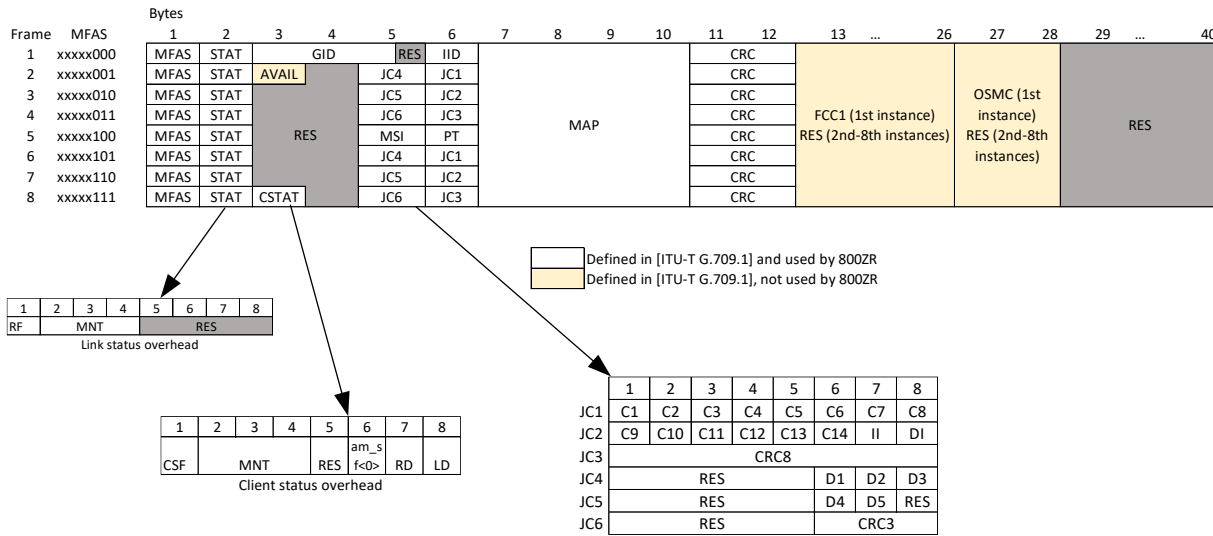 Bytes
Frame MFAS 1 2 3 4 5 6 7 8 9 10 11 12 13 ... 26 27 28 29 ... 40
1 xxxxx000 MFAS STAT GID RES IID CRC
2 xxxxx001 MFAS STAT AVAIL JC4 JC1 CRC
3 xxxxx010 MFAS STAT JC5 JC2 CRC
4 xxxxx011 MFAS STAT JC6 JC3 CRC
5 xxxxx100 MFAS STAT MSI PT CRC
6 xxxxx101 MFAS STAT JC4 JC1 CRC
7 xxxxx110 MFAS STAT JC5 JC2 CRC
8 xxxxx111 MFAS STAT CSTAT JC6 JC3 CRC
RES
MAP
FCC1 (1st instance)
RES (2nd-8th instances)
OSMC (1st
instance)
RES (2nd-8th
instances)
RES
Defined in [ITU-T G.709.1] and used by 800ZR
Defined in [ITU-T G.709.1], not used by 800ZR
1 2 3 4 5 6 7 8
RF MNT RES
Link status overhead
1 2 3 4 5 6 7 8
CSF MNT RES am_s
f<0> RD LD
Client status overhead
1 2 3 4 5 6 7 8
JC1 C1 C2 C3 C4 C5 C6 C7 C8
JC2 C9 C10 C11 C12 C13 C14 II DI
JC3 CRC8
JC4 RES D1 D2 D3
JC5 RES D4 D5 RES
JC6 RES CRC3